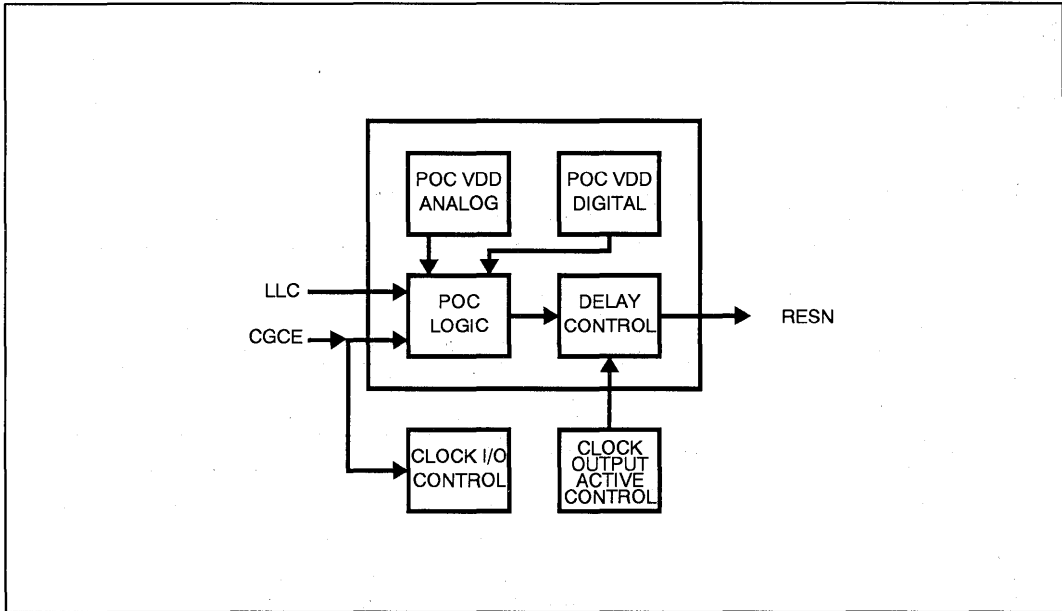 POC VDD
ANALOG
POC VDD
DIGITAL
LLC
CGCE
POC
LOGIC
DELAY
CONTROL
RESN
CLOCK I/O
CONTROL
CLOCK
OUTPUT
ACTIVE
CONTROL